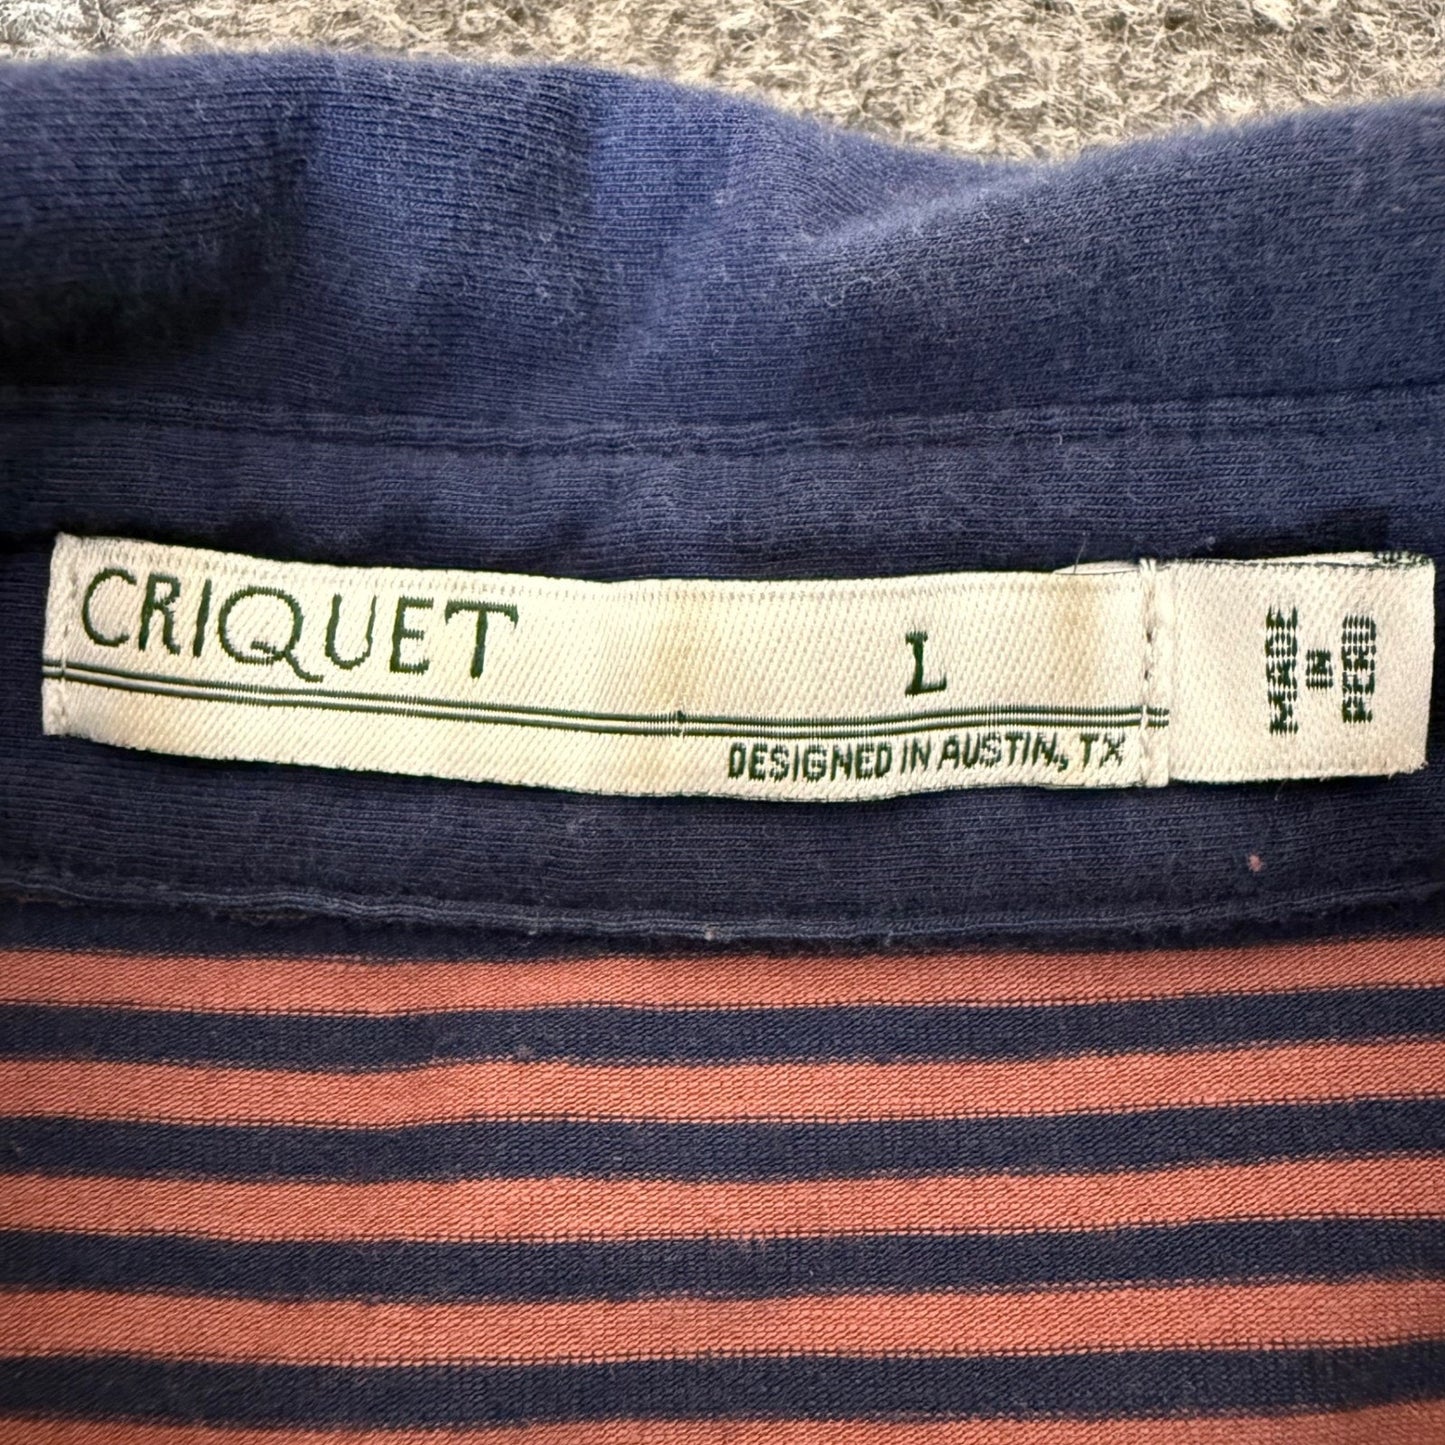 CRIQUET
L
DESIGNED IN AUSTIN, TX
MADE
IN
PERU